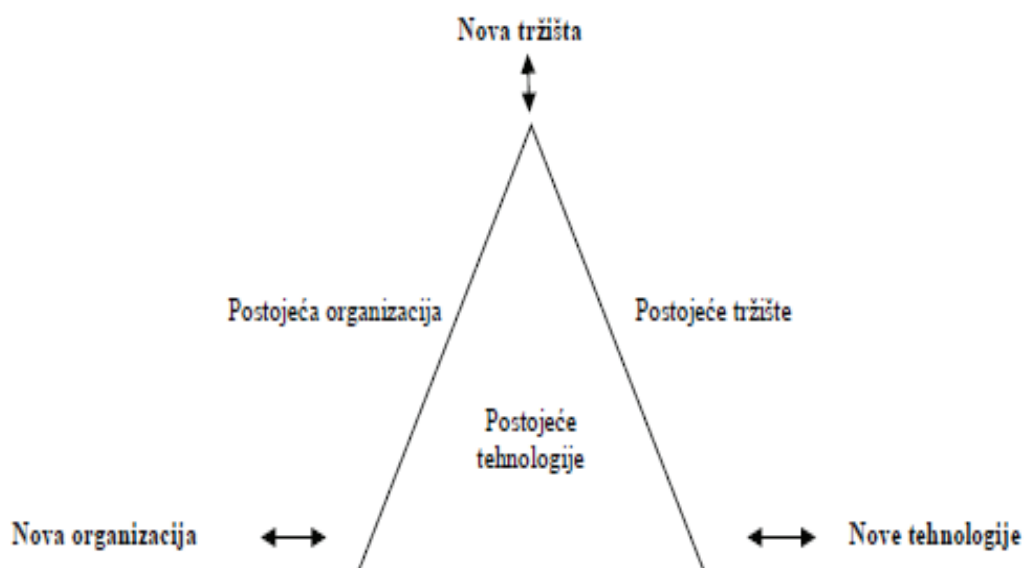 Nova tržišta
Postojeća organizacija
Postojeće tržište
Postojeće
tehnologije
Nova organizacija
Nove tehnologije